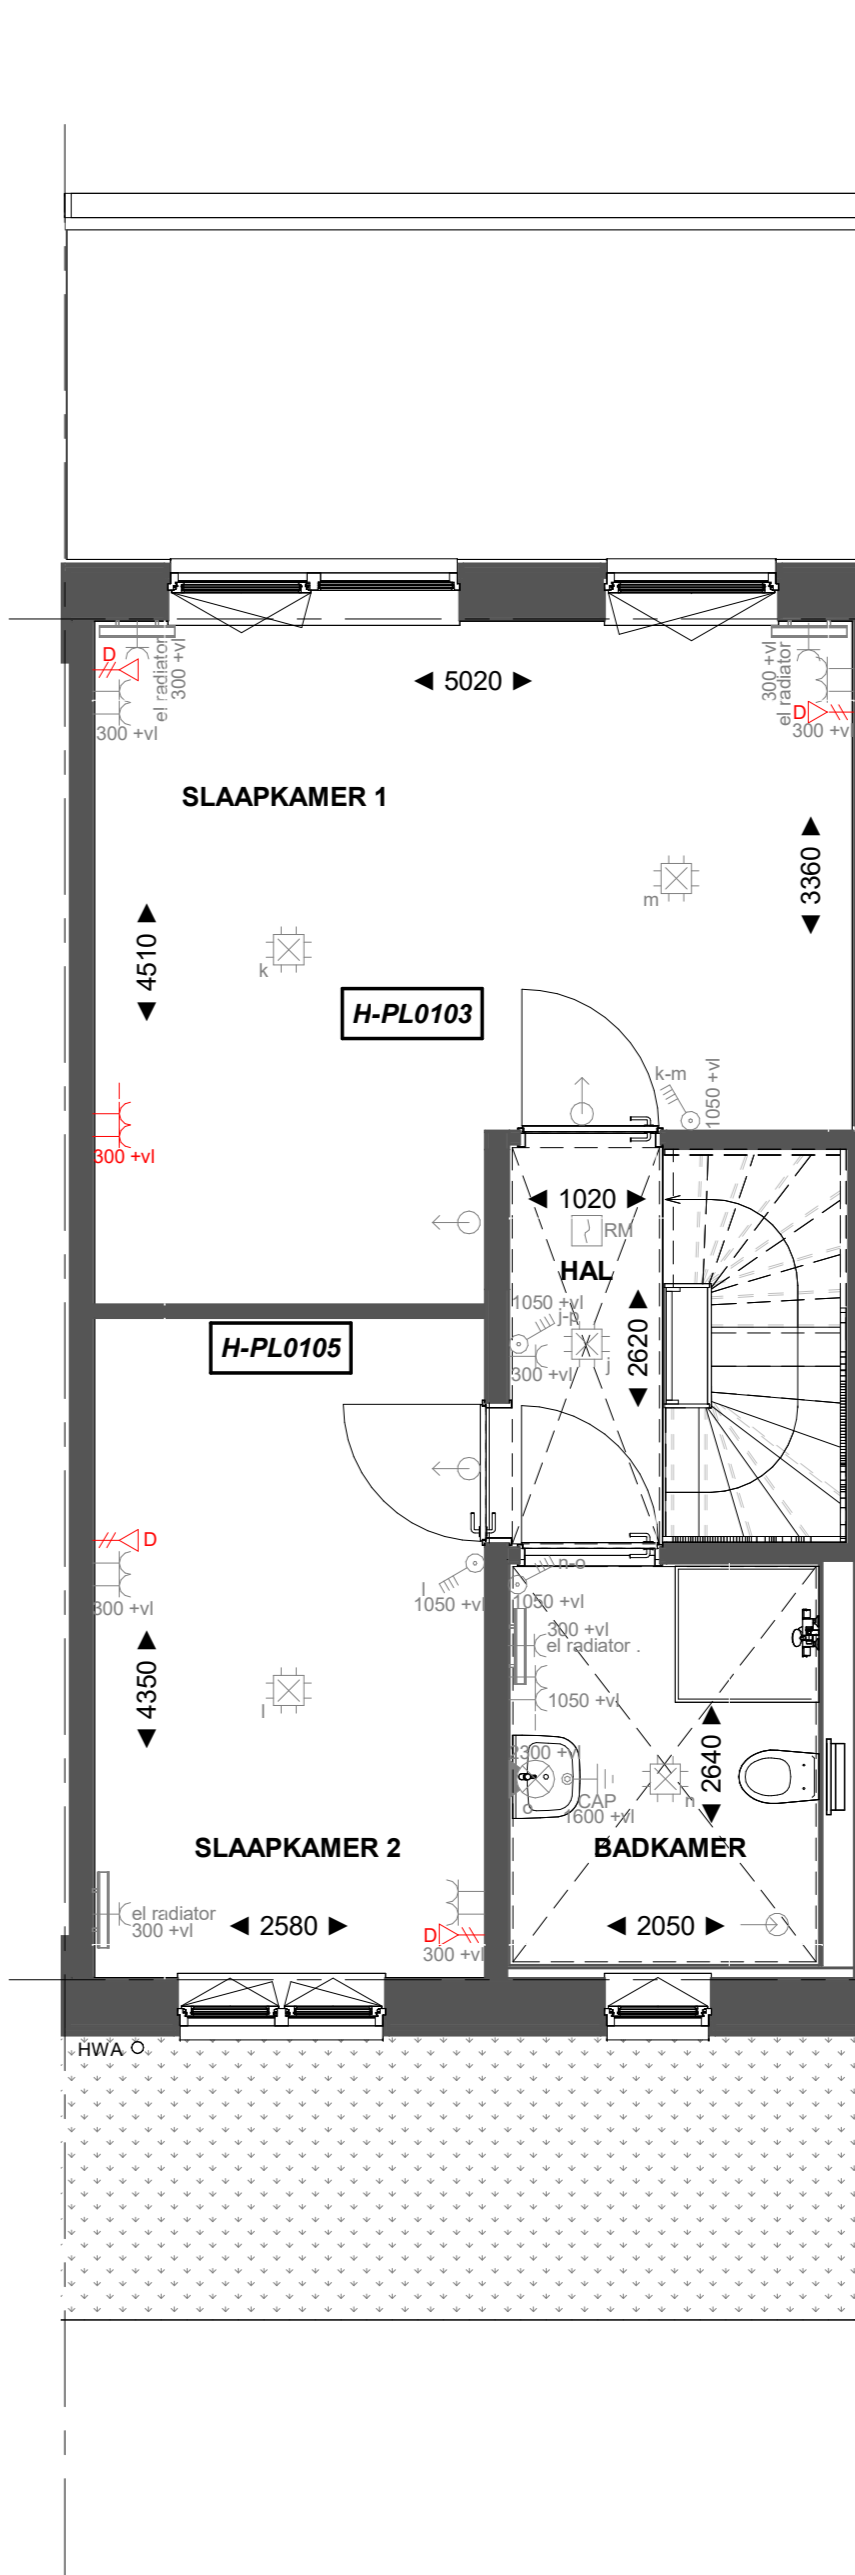 D
el radiator
300 +vl
300 +vl
5020
300 +vl
el radiator
D
300 +vl
SLAAPKAMER 1
3360
m
4510
k
H-PL0103
k-m
1050 +vl
300 +vl
1020
RM
HAL
1050 +vl
j-p
2620
j
300 +vl
H-PL0105
D
300 +vl
l
1050 +vl
n-o
1050 +vl
300 +vl
el radiator .
1050 +vl
4350
l
2640
2300 +vl
CAP
n
o
1600 +vl
SLAAPKAMER 2
BADKAMER
el radiator
300 +vl
2580
D
300 +vl
2050
HWA